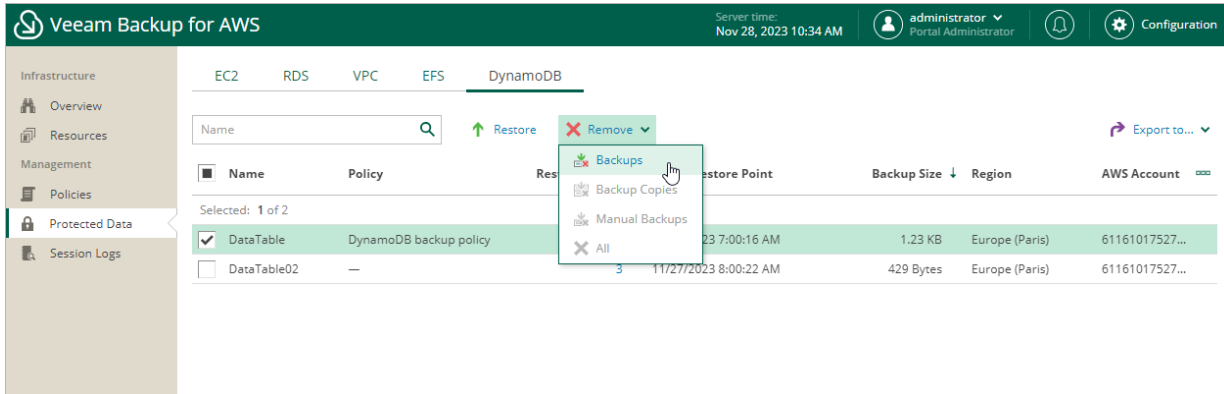 Veeam Backup for AWS
Server time:
Nov 28, 2023 10:34 AM
administrator
Portal Administrator
Configuration
Infrastructure
Overview
Resources
Management
Policies
Protected Data
Session Logs
EC2 RDS VPC EFS DynamoDB
Name Restore Remove Export to...
Backups
Backup Copies
Manual Backups
All
Name Policy Backup Size Region AWS Account
Selected: 1 of 2
DataTable DynamoDB backup policy 7:00:16 AM 1.23 KB Europe (Paris) 61161017527...
DataTable02 — 3 11/27/2023 8:00:22 AM 429 Bytes Europe (Paris) 61161017527...